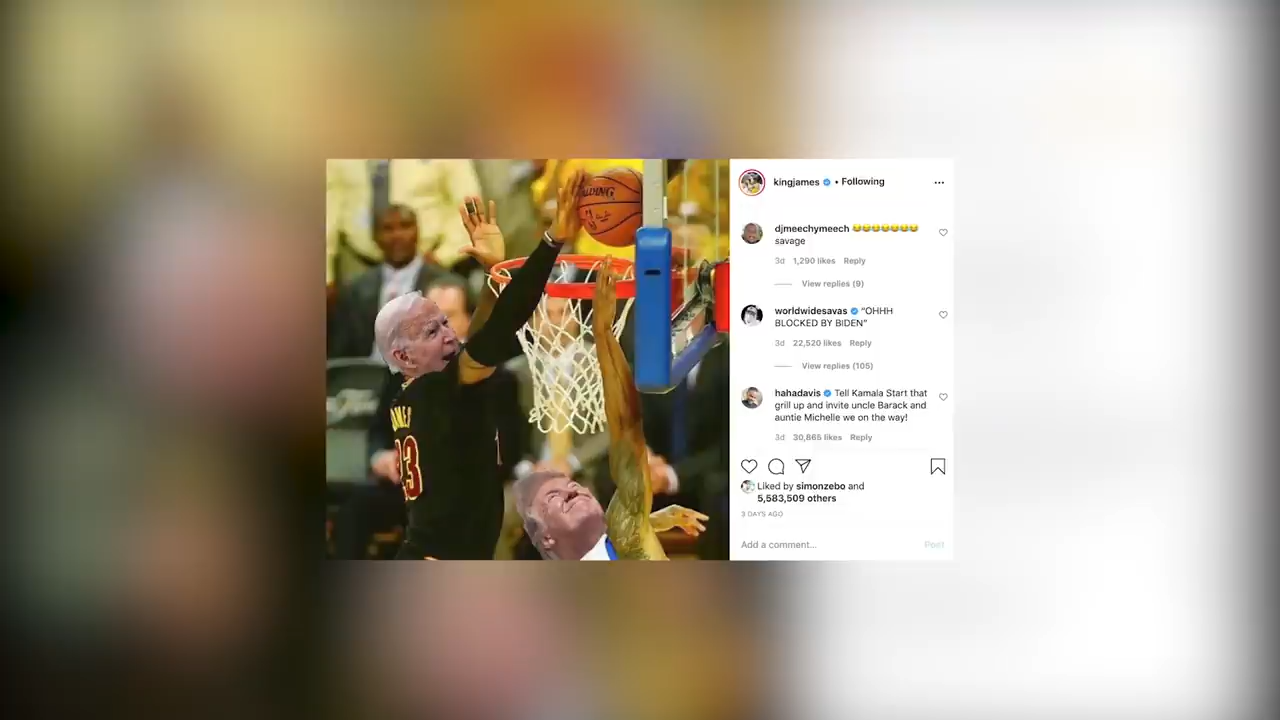 kingjames • Following
djmeechymeech 😂😂😂😂😂😂😂
savage
3d 1,290 likes Reply
View replies (9)
worldwidesavas “OHHH
BLOCKED BY BIDEN”
3d 22,520 likes Reply
View replies (105)
hahadavis Tell Kamala Start that
grill up and invite uncle Barack and
auntie Michelle we on the way!
3d 30,865 likes Reply
Liked by simonzebo and
5,583,509 others
3 DAYS AGO
Add a comment... Post
23